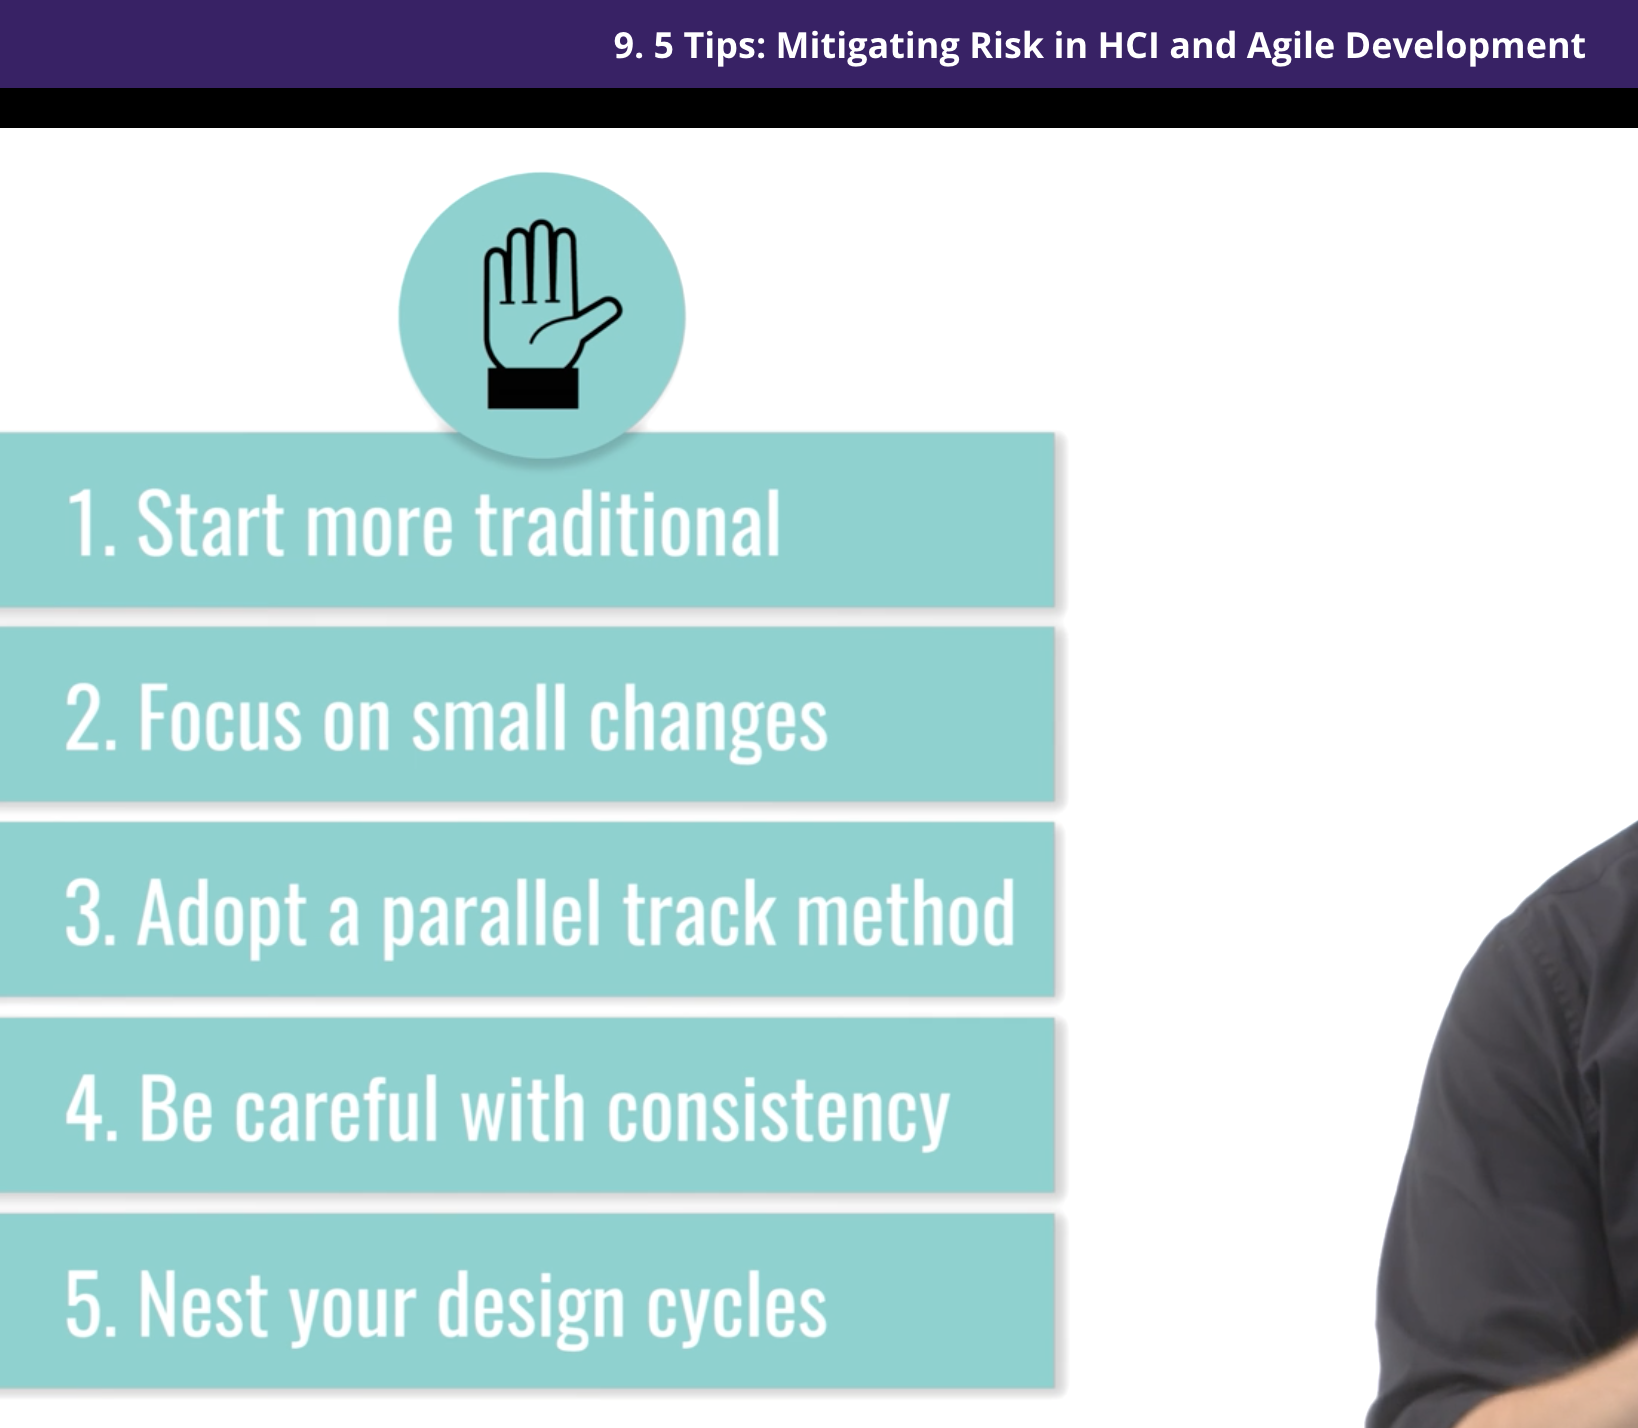 9. 5 Tips: Mitigating Risk in HCI and Agile Development
1. Start more traditional
2. Focus on small changes
3. Adopt a parallel track method
4. Be careful with consistency
5. Nest your design cycles